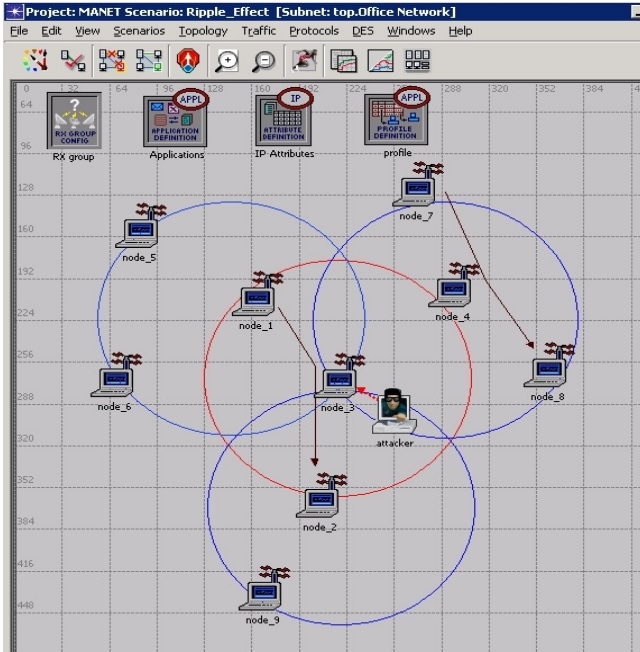 Project: MANET Scenario: Ripple_Effect [Subnet: top.Office Network]
File Edit View Scenarios Topology Traffic Protocols DES Windows Help
0 32 64 96 128 160 192 224 256 288 320 352 384
64
APPL
IP
APPL
?
RX GROUP
CONFIG
APPLICATION
DEFINITION
ATTRIBUTE
DEFINITION
PROFILE
DEFINITION
RX group
Applications
IP Attributes
profile
96
128
node_7
160
node_5
192
node_4
224
node_1
256
288
node_6
node_3
node_8
attacker
320
352
node_2
384
416
448
node_9